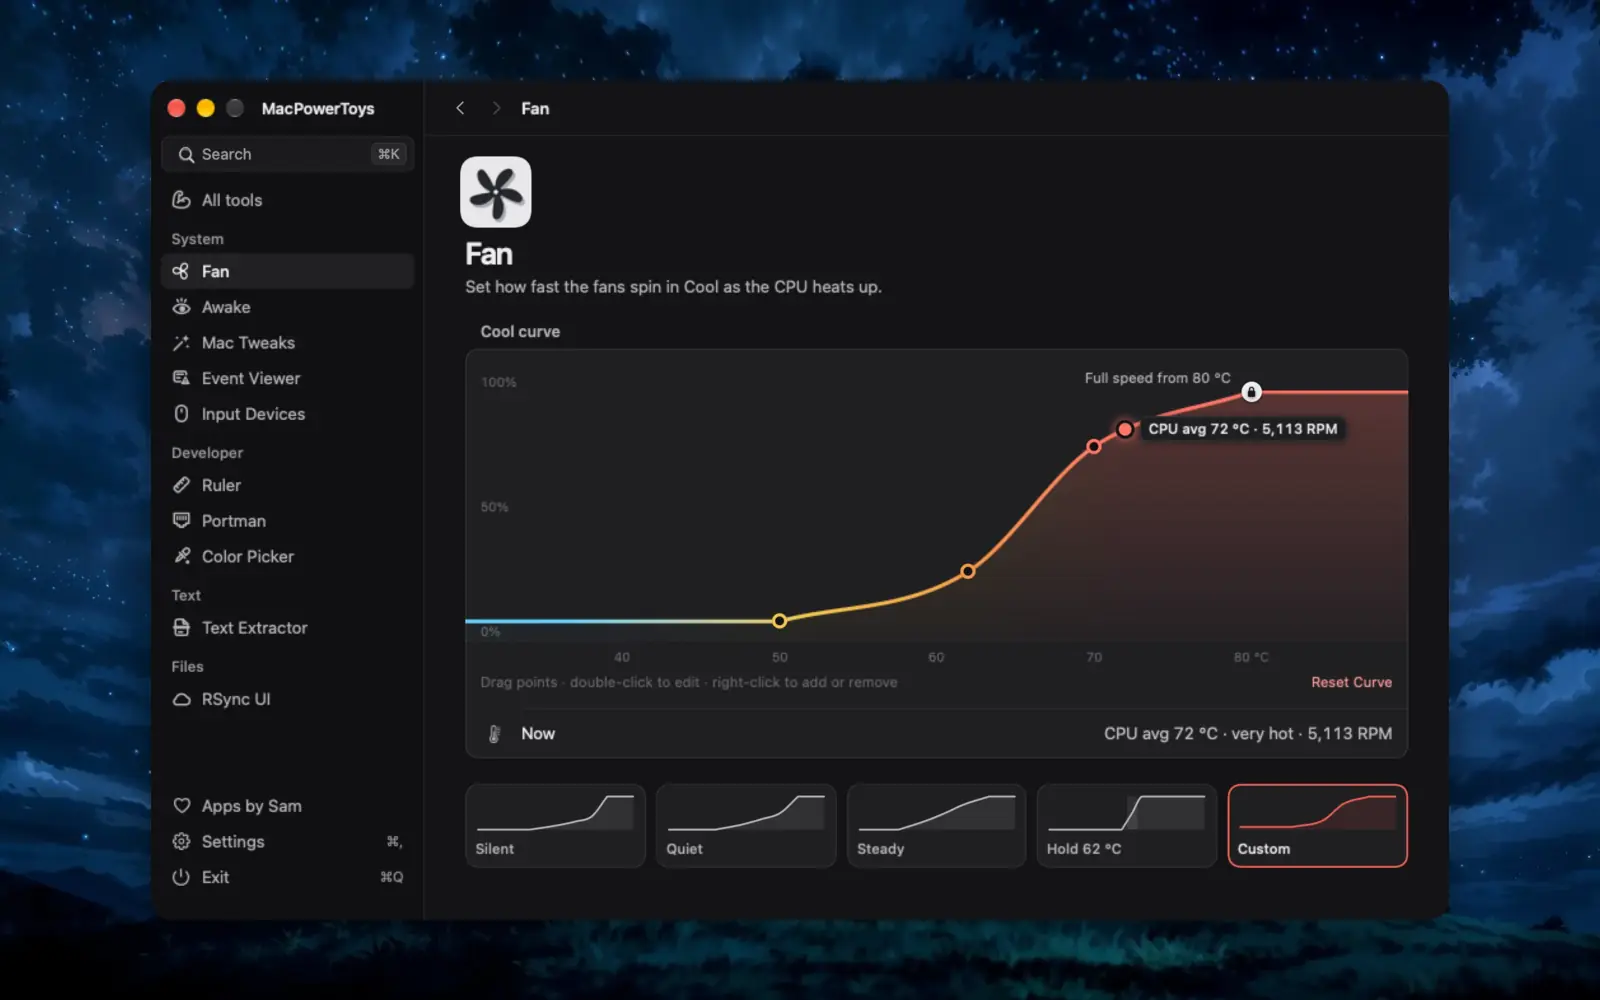 MacPowerToys
Search ⌘K
All tools
System
Fan
Awake
Mac Tweaks
Event Viewer
Input Devices
Developer
Ruler
Portman
Color Picker
Text
Text Extractor
Files
RSync UI
Apps by Sam
Settings ⌘,
Exit ⌘Q
Fan
Fan
Set how fast the fans spin in Cool as the CPU heats up.
Cool curve
100%
Full speed from 80 °C
CPU avg 72 °C · 5,113 RPM
50%
0%
40 50 60 70 80 °C
Drag points · double-click to edit · right-click to add or remove
Reset Curve
Now
CPU avg 72 °C · very hot · 5,113 RPM
Silent
Quiet
Steady
Hold 62 °C
Custom